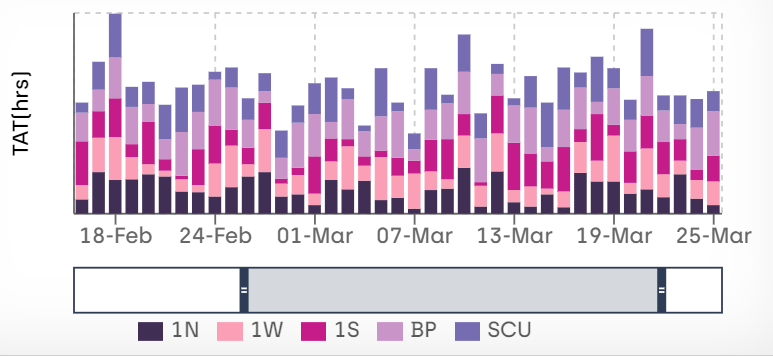 TAT(hrs)
18-Feb 24-Feb 01-Mar 07-Mar 13-Mar 19-Mar 25-Mar
1N 1W 1S BP SCU